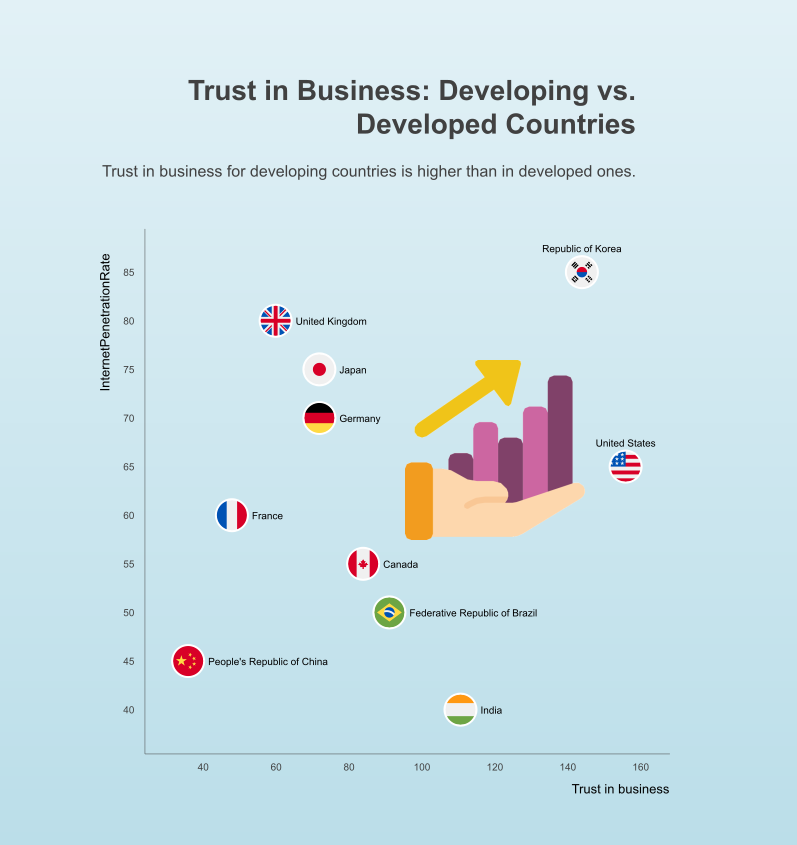 Trust in Business: Developing vs.
Developed Countries
Trust in business for developing countries is higher than in developed ones.
InternetPenetrationRate
85
80
75
70
65
60
55
50
45
40
Republic of Korea
United Kingdom
Japan
Germany
United States
France
Canada
Federative Republic of Brazil
People's Republic of China
India
40 60 80 100 120 140 160
Trust in business